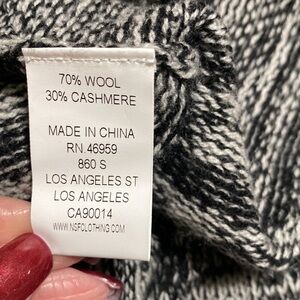 70% WOOL
30% CASHMERE
MADE IN CHINA
RN.46959
860 S
LOS ANGELES ST
LOS ANGELES
CA90014
WWW.NSFCLOTHING.COM